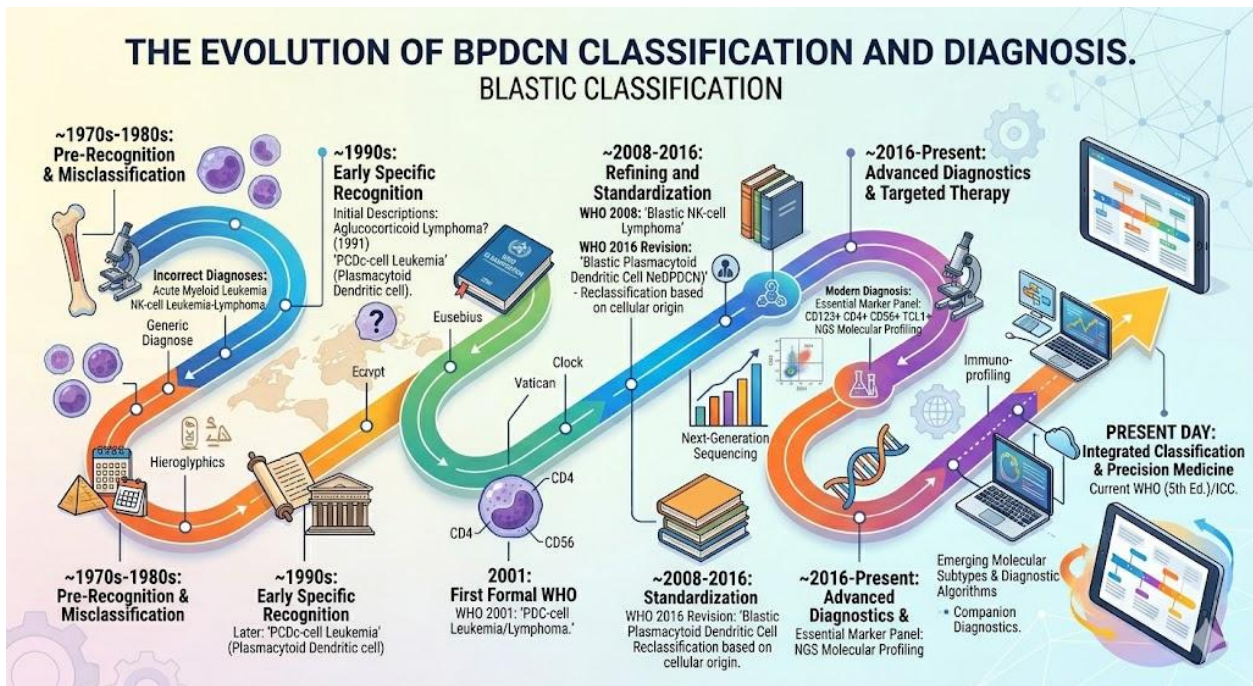 THE EVOLUTION OF BPDCN CLASSIFICATION AND DIAGNOSIS.
BLASTIC CLASSIFICATION
~1970s-1980s:
Pre-Recognition
& Misclassification
Incorrect Diagnoses:
Acute Myeloid Leukemia
NK-cell Leukemia-Lymphoma
Generic
Diagnose
Hieroglyphics
~1970s-1980s:
Pre-Recognition &
Misclassification
~1990s:
Early Specific
Recognition
Initial Descriptions:
Aglucocorticoid Lymphoma?
(1991)
'PCDc-cell Leukemia'
(Plasmacytoid
Dendritic cell).
?
Eczvpt
~1990s:
Early Specific
Recognition
Later: 'PCDc-cell Leukemia'
(Plasmodendritic Dendritic cell)
Eusebius
Vatican
Clock
CD4
CD4
CD56
2001:
First Formal WHO
WHO 2001: 'PDC-cell
Leukemia/Lymphoma.'
~2008-2016:
Refining and
Standardization
WHO 2008: 'Blastic NK-cell
Lymphoma'
WHO 2016 Revision:
'Blastic Plasmacytoid
Dendritic Cell NeDPDCN)'
- Reclassification based
on cellular origin
Next-Generation
Sequencing
~2008-2016:
Standardization
WHO 2016 Revision: 'Blastic
Plasmacytoid Dendritic Cell
Reclassification based on
cellular origin.
~2016-Present:
Advanced Diagnostics
& Targeted Therapy
Modern Diagnosis:
Essential Marker Panel:
CD123+ CD4+ CD56+ TCL1+
NGS Molecular Profiling
Immuno-
profiling
~2016-Present:
Advanced
Diagnostics &
Essential Marker Panel:
NGS Molecular Profiling
PRESENT DAY:
Integrated Classification
& Precision Medicine
Current WHO (5th Ed.)/ICC.
Emerging Molecular
Subtypes & Diagnostic
Algorithms
• Companion
Diagnostics.